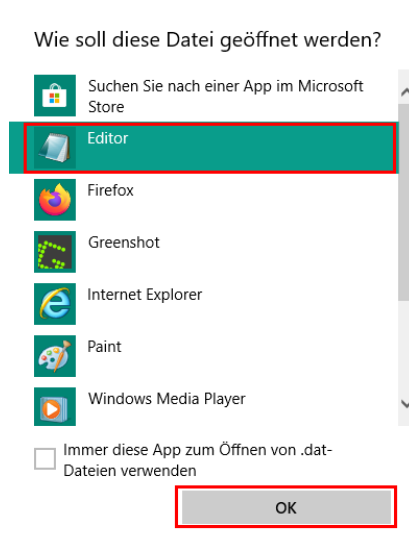 Wie soll diese Datei geöffnet werden?
Suchen Sie nach einer App im Microsoft
Store
Editor
Firefox
Greenshot
Internet Explorer
Paint
Windows Media Player
Immer diese App zum Öffnen von .dat-
Dateien verwenden
OK